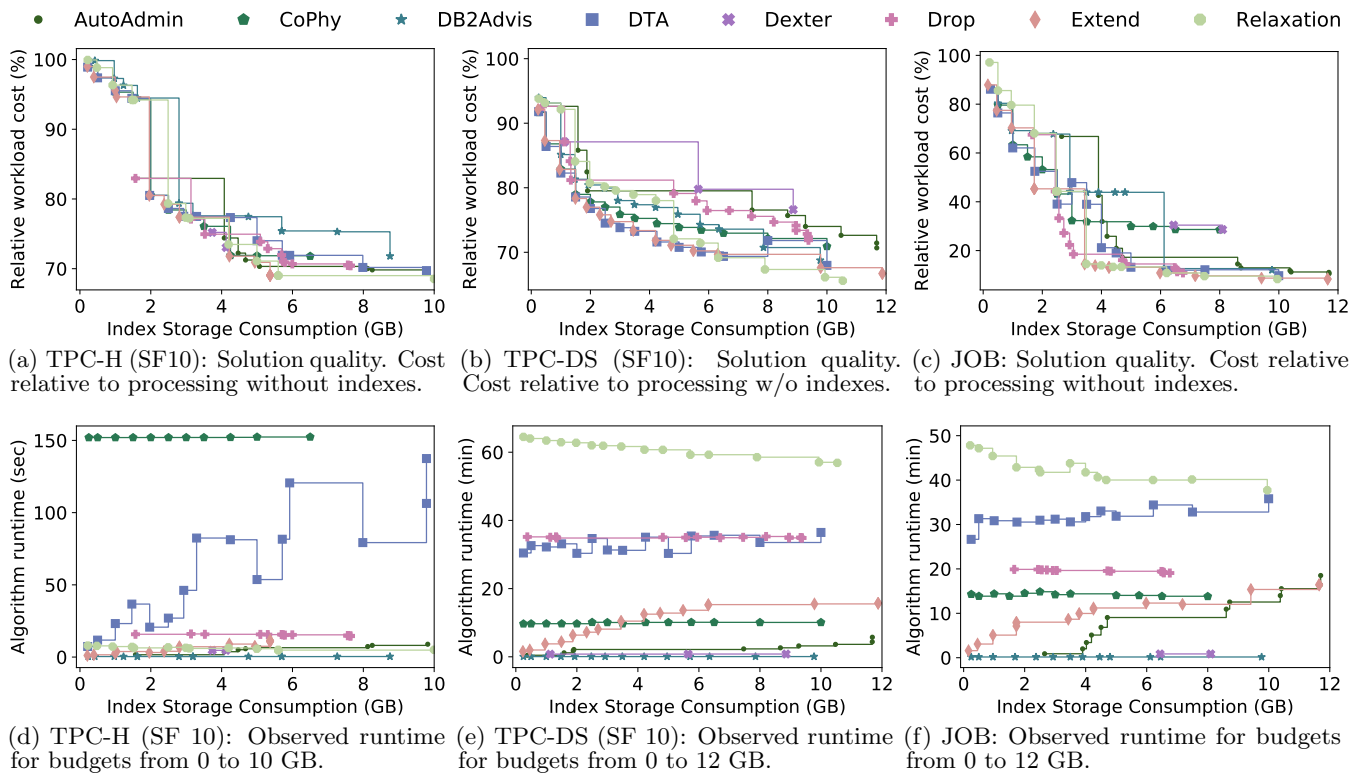 AutoAdmin CoPhy DB2Advis DTA Dexter Drop Extend Relaxation
Relative workload cost (%)
100
90
80
70
0 2 4 6 8 10
Index Storage Consumption (GB)
(a) TPC-H (SF10): Solution quality. Cost
relative to processing without indexes.
Relative workload cost (%)
100
90
80
70
0 2 4 6 8 10 12
Index Storage Consumption (GB)
(b) TPC-DS (SF10): Solution quality.
Cost relative to processing w/o indexes.
Relative workload cost (%)
100
80
60
40
20
0 2 4 6 8 10 12
Index Storage Consumption (GB)
(c) JOB: Solution quality. Cost relative
to processing without indexes.
Algorithm runtime (sec)
150
100
50
0
0 2 4 6 8 10
Index Storage Consumption (GB)
(d) TPC-H (SF 10): Observed runtime
for budgets from 0 to 10 GB.
Algorithm runtime (min)
60
40
20
0
0 2 4 6 8 10 12
Index Storage Consumption (GB)
(e) TPC-DS (SF 10): Observed runtime
for budgets from 0 to 12 GB.
Algorithm runtime (min)
50
40
30
20
10
0
0 2 4 6 8 10 12
Index Storage Consumption (GB)
(f) JOB: Observed runtime for budgets
from 0 to 12 GB.